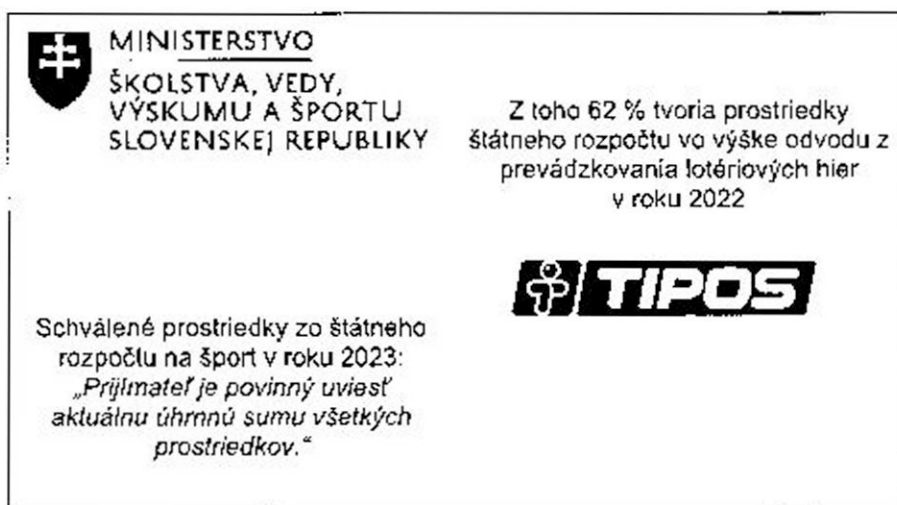 MINISTERSTVO
ŠKOLSTVA, VEDY,
VÝSKUMU A ŠPORTU
SLOVENSKEJ REPUBLIKY
Z toho 62 % tvoria prostriedky
štátneho rozpočtu vo výške odvodu z
prevádzkovania lotériových hier
v roku 2022
TIPOS
Schválené prostriedky zo štátneho
rozpočtu na šport v roku 2023:
„Prijímateľ je povinný uviesť
aktuálnu úhrnnú sumu všetkých
prostriedkov.“